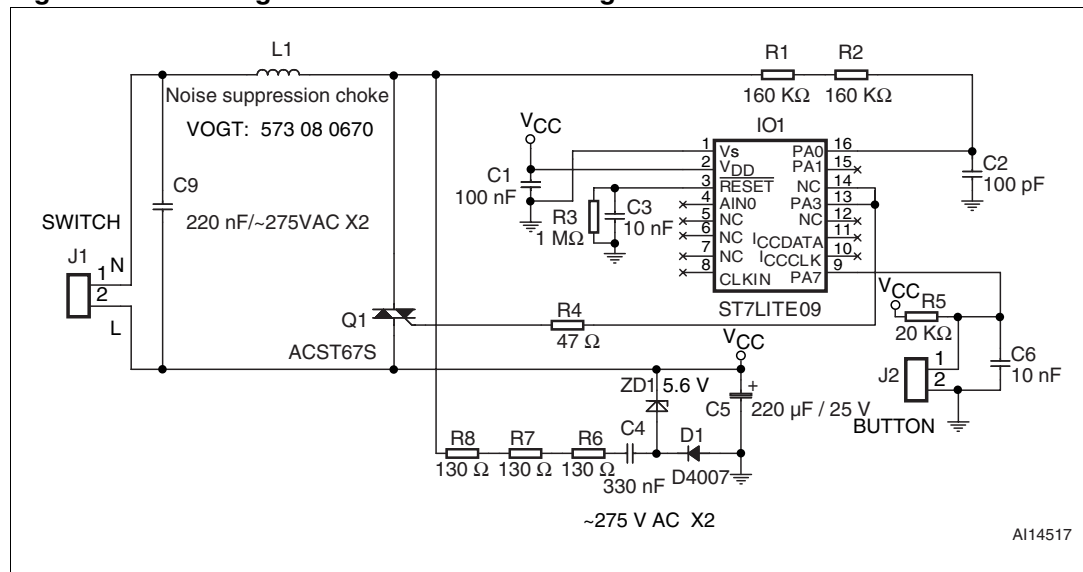 L1
Noise suppression choke
VOGT: 573 08 0670
R1
160 KΩ
R2
160 KΩ
C9
220 nF/~275VAC X2
SWITCH
J1
1 N
2
L
Q1
ACST67S
VCC
C1
100 nF
R3
1 MΩ
C3
10 nF
IO1
1 Vs
2 VDD
3 RESET
4 AIN0
5 NC
6 NC
7 NC
8 CLKIN
PA0 16
PA1 15
NC 14
PA3 13
NC 12
ICCDATA 11
ICCCLK 10
PA7 9
ST7LITE09
C2
100 pF
R4
47 Ω
VCC
R5
20 KΩ
J2
1
2
BUTTON
C6
10 nF
VCC
ZD1 5.6 V
C5
+
220 µF / 25 V
R8
130 Ω
R7
130 Ω
R6
130 Ω
C4
330 nF
D1
D4007
~275 V AC X2
AI14517